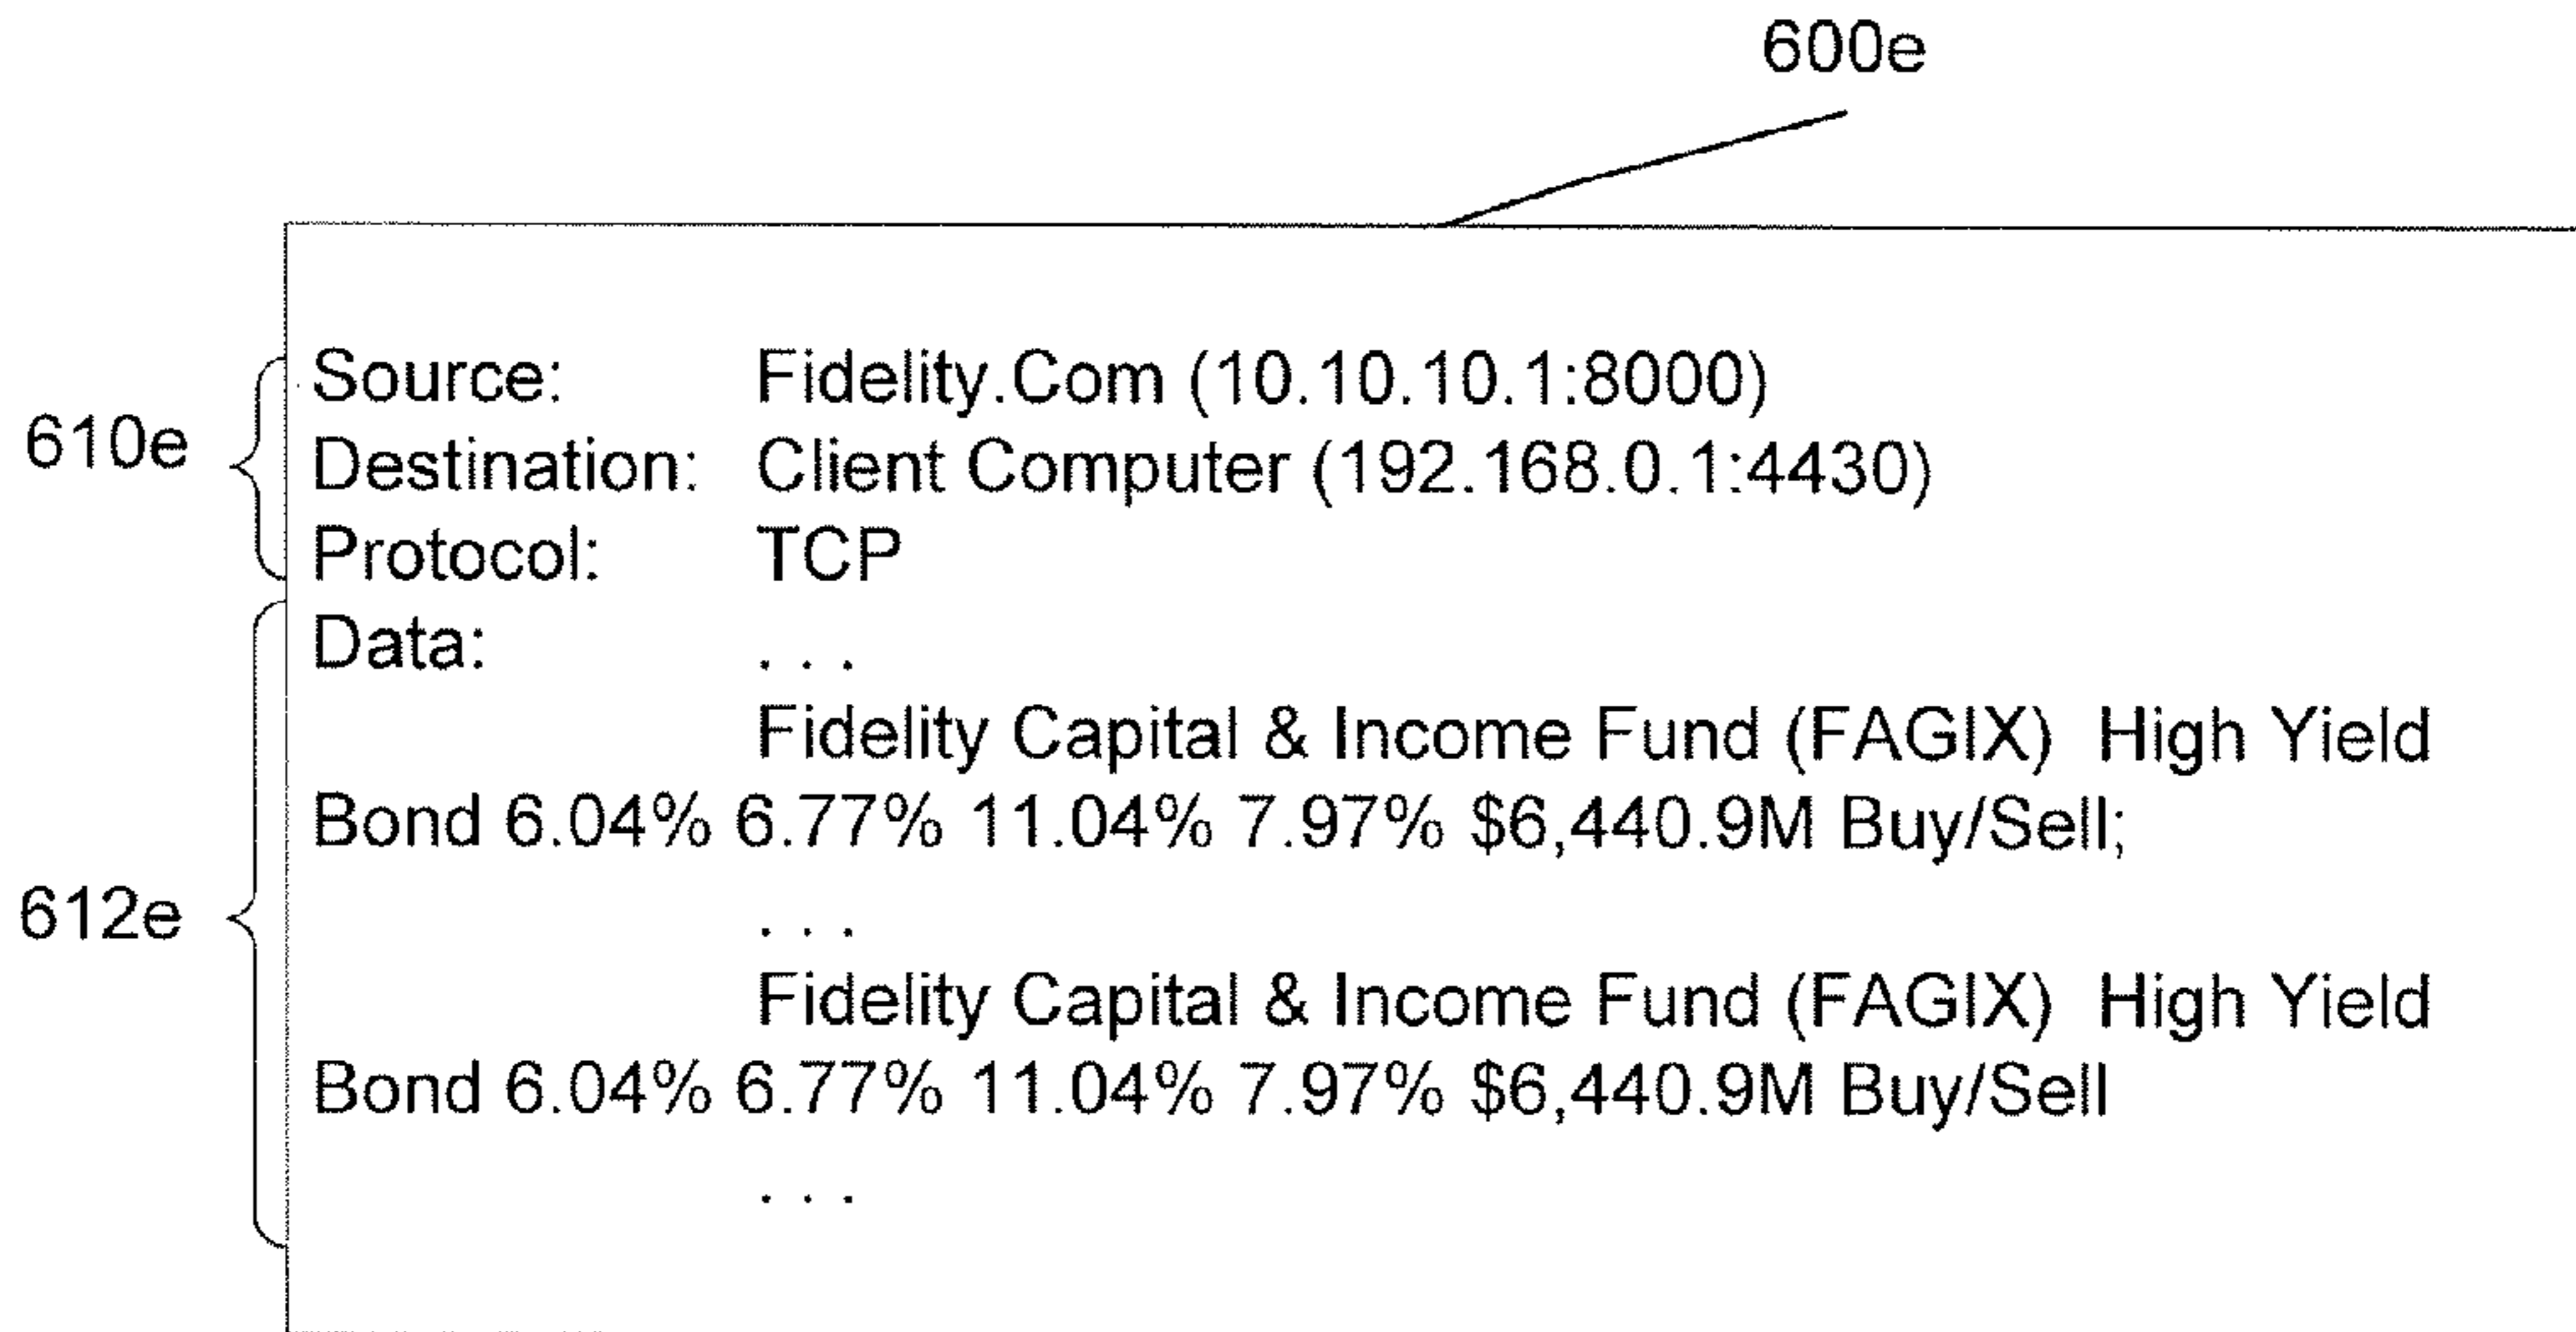 600e
610e
Source: Fidelity.Com (10.10.10.1:8000)
Destination: Client Computer (192.168.0.1:4430)
Protocol: TCP
612e
Data: . . .
Fidelity Capital & Income Fund (FAGIX) High Yield
Bond 6.04% 6.77% 11.04% 7.97% $6,440.9M Buy/Sell;
. . .
Fidelity Capital & Income Fund (FAGIX) High Yield
Bond 6.04% 6.77% 11.04% 7.97% $6,440.9M Buy/Sell
. . .